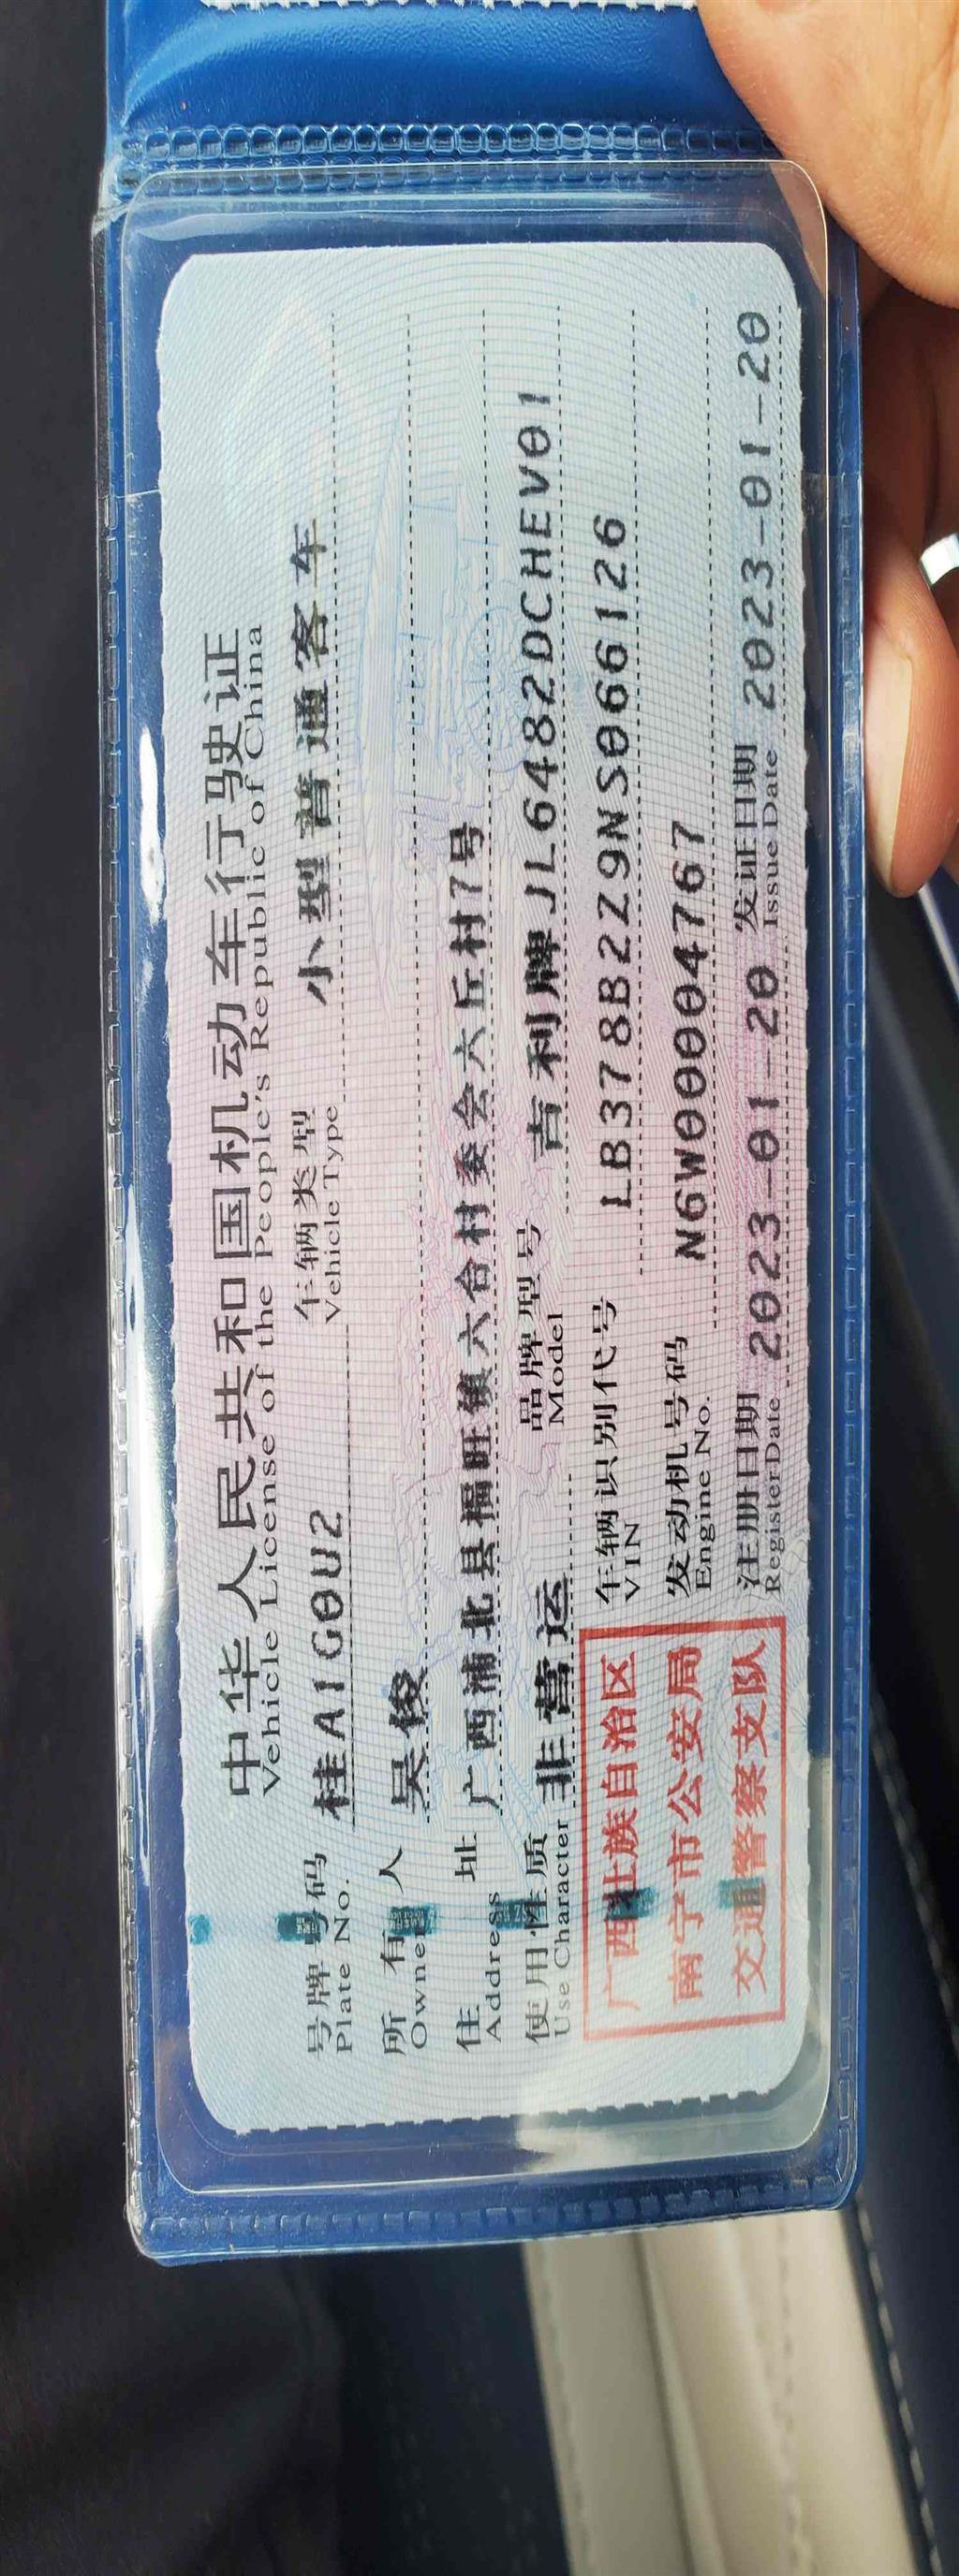 中华人民共和国机动车行驶证
Vehicle License of the People's Republic of China
号牌号码 桂A1G0U2 车辆类型 小型普通客车
Plate No. Vehicle Type
所有人 吴俊
Owner
住址 广西浦北县福旺镇六合村委会六丘村7号
Address
使用性质 非营运 品牌型号 吉利牌JL6482DCHEV01
Use Character Model
广西壮族自治区
南宁市公安局
交通警察支队
车辆识别代号 LB378B2Z9NS066126
VIN
发动机号码 N6W0004767
Engine No.
注册日期 2023-01-20 发证日期 2023-01-20
RegisterDate Issue Date